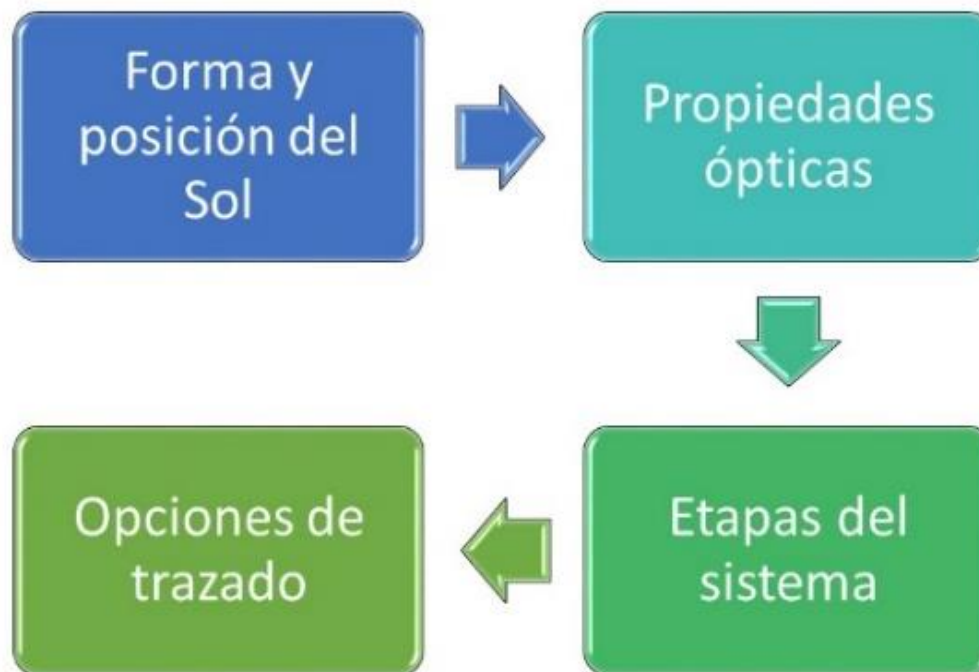 Forma y
posición del
Sol
Propiedades
ópticas
Etapas del
sistema
Opciones de
trazado